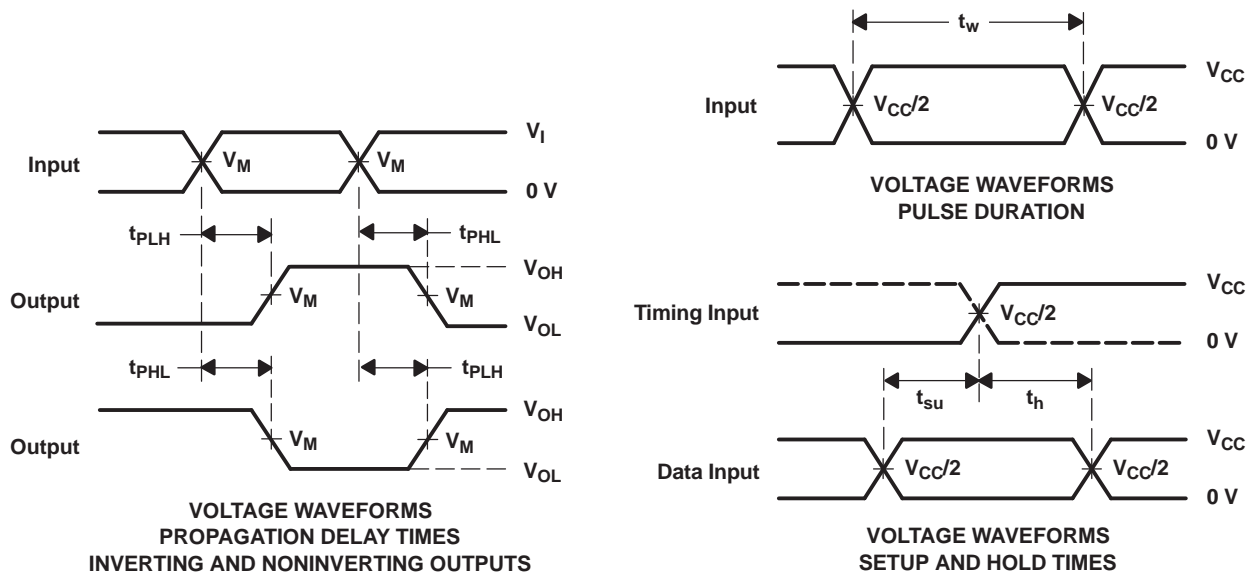 Input
V_I
V_M
V_M
0 V
t_PLH
t_PHL
Output
V_OH
V_M
V_M
V_OL
t_PHL
t_PLH
Output
V_OH
V_M
V_M
V_OL
VOLTAGE WAVEFORMS
PROPAGATION DELAY TIMES
INVERTING AND NONINVERTING OUTPUTS
t_w
Input
V_CC
V_CC/2
V_CC/2
0 V
VOLTAGE WAVEFORMS
PULSE DURATION
Timing Input
V_CC
V_CC/2
0 V
t_su
t_h
Data Input
V_CC
V_CC/2
V_CC/2
0 V
VOLTAGE WAVEFORMS
SETUP AND HOLD TIMES